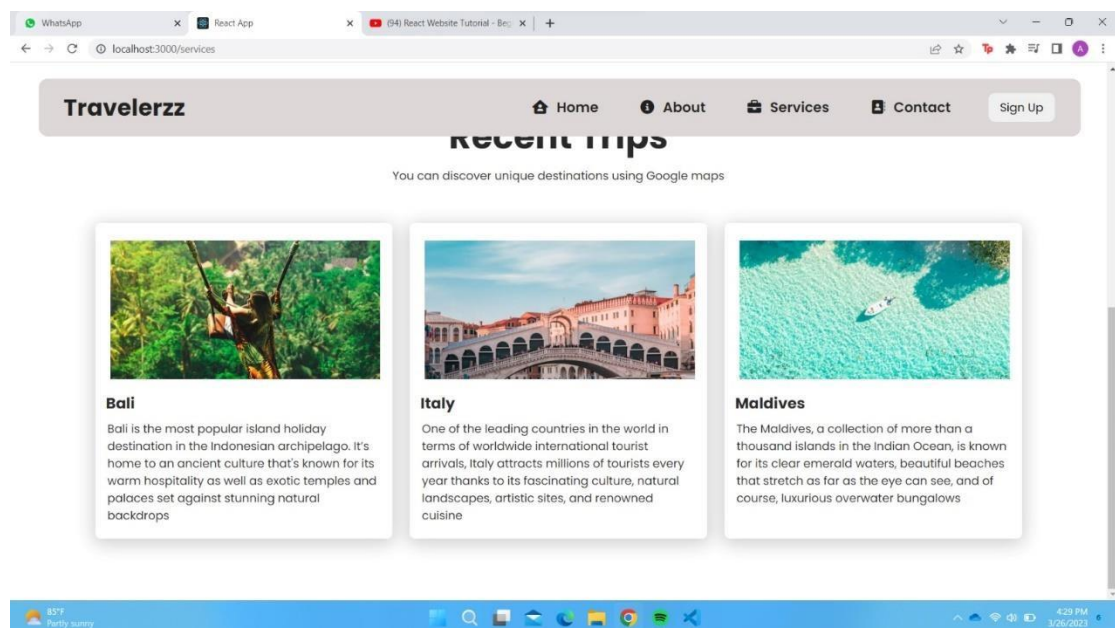 WhatsApp
React App
(94) React Website Tutorial - Beg
localhost:3000/services
Travelerzz
Home
About
Services
Contact
Sign Up
Recent Trips
You can discover unique destinations using Google maps
Bali
Bali is the most popular island holiday
destination in the Indonesian archipelago. It's
home to an ancient culture that's known for its
warm hospitality as well as exotic temples and
palaces set against stunning natural
backdrops
Italy
One of the leading countries in the world in
terms of worldwide international tourist
arrivals, Italy attracts millions of tourists every
year thanks to its fascinating culture, natural
landscapes, artistic sites, and renowned
cuisine
Maldives
The Maldives, a collection of more than a
thousand islands in the Indian Ocean, is known
for its clear emerald waters, beautiful beaches
that stretch as far as the eye can see, and of
course, luxurious overwater bungalows
85°F
Partly sunny
4:29 PM
3/26/2023